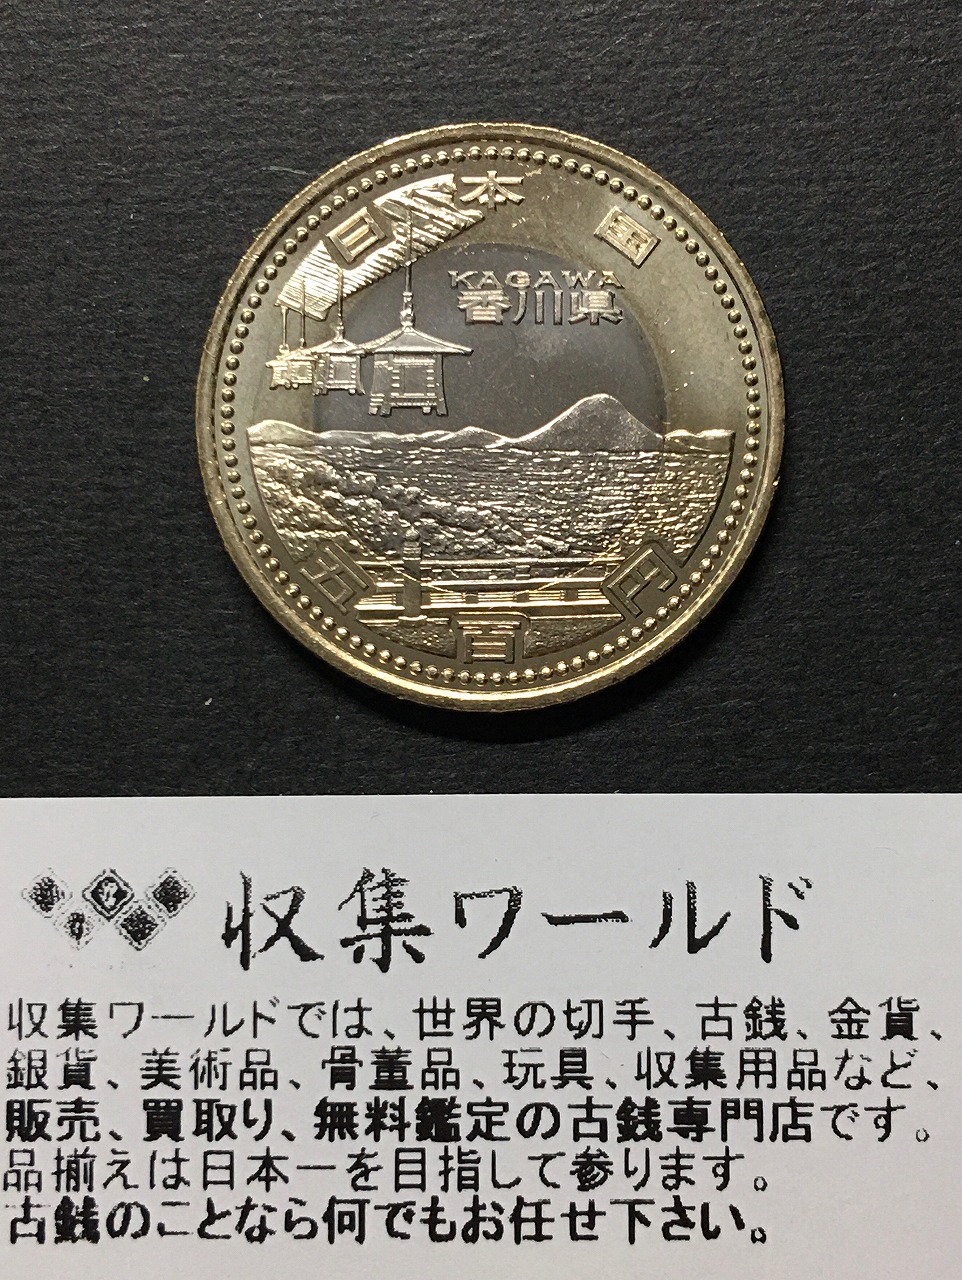 日本国
KAGAWA
香川県
五百円
収集ワールド
収集ワールドでは、世界の切手、古銭、金貨、
銀貨、美術品、骨董品、玩具、収集用品など、
販売、買取り、無料鑑定の古銭専門店です。
品揃えは日本一を目指して参ります。
古銭のことなら何でもお任せ下さい。